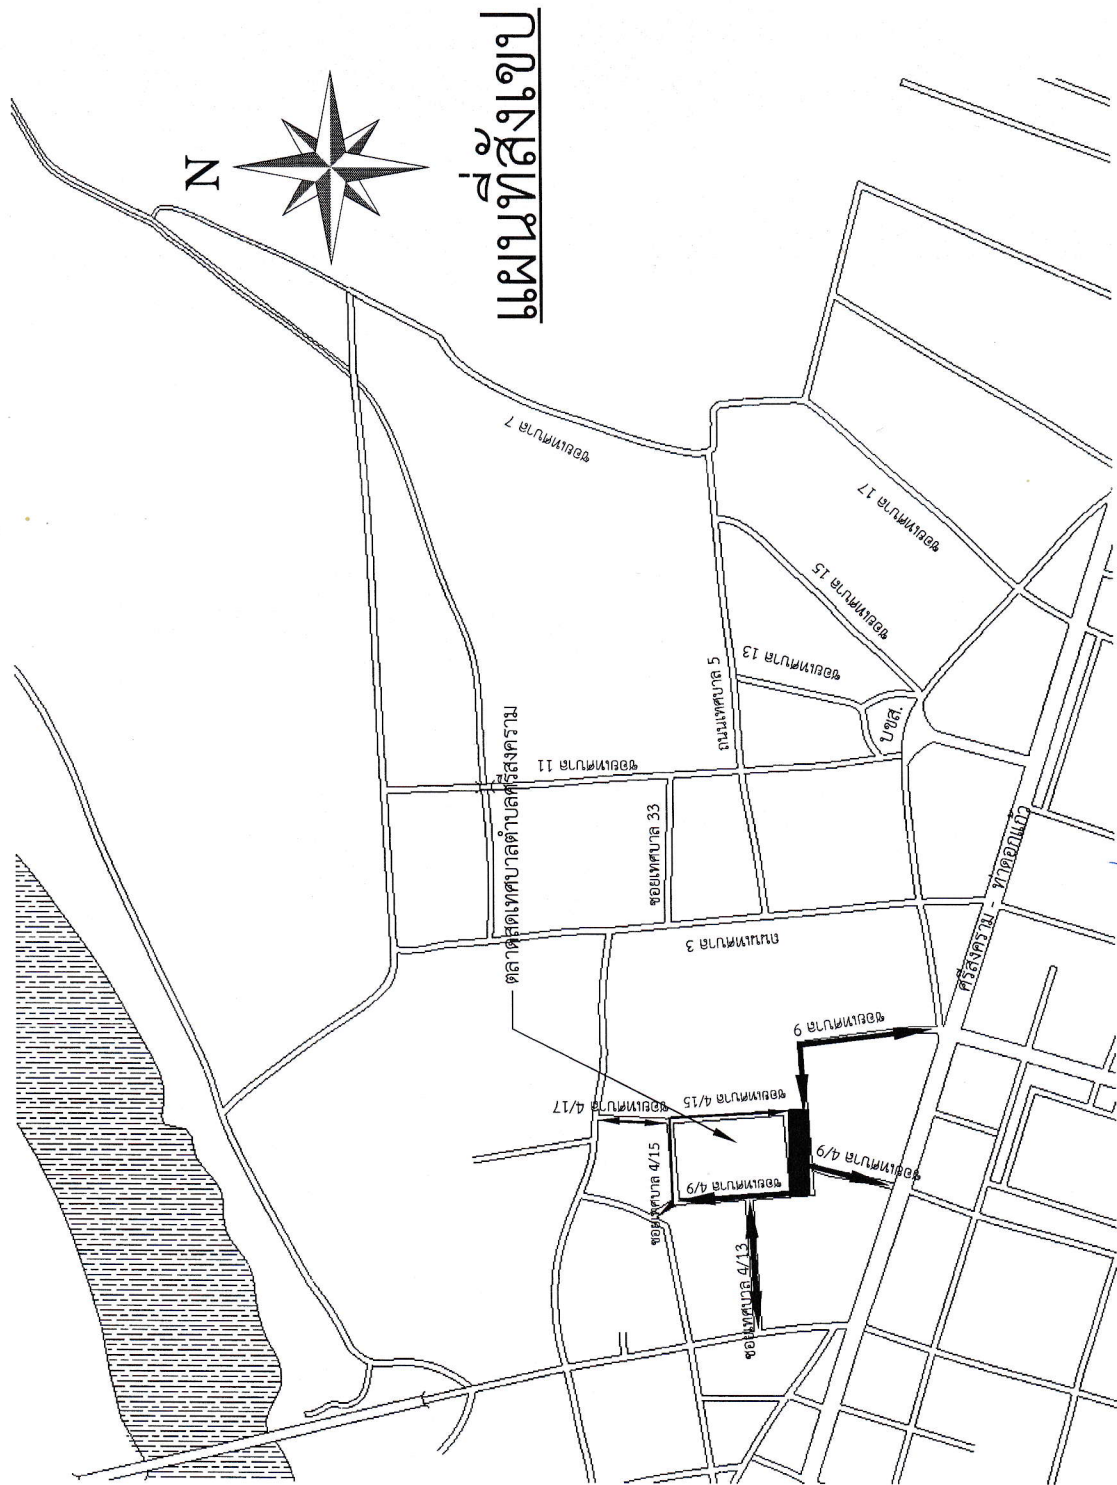 แผนที่สังเขป
N
ซอยเทศบาล 7
ซอยเทศบาล 17
ซอยเทศบาล 15
ซอยเทศบาล 13
ถนนเทศบาล 5
บขส.
ตลาดสดเทศบาลตำบลศรีสงคราม
ซอยเทศบาล 11
ซอยเทศบาล 33
ถนนเทศบาล 3
ศรีสงคราม - ท่าดอกแก้ว
ซอยเทศบาล 9
ซอยเทศบาล 4/17
ซอยเทศบาล 4/15
ซอยเทศบาล 4/15
ซอยเทศบาล 4/9
ซอยเทศบาล 4/9
ซอยเทศบาล 4/13